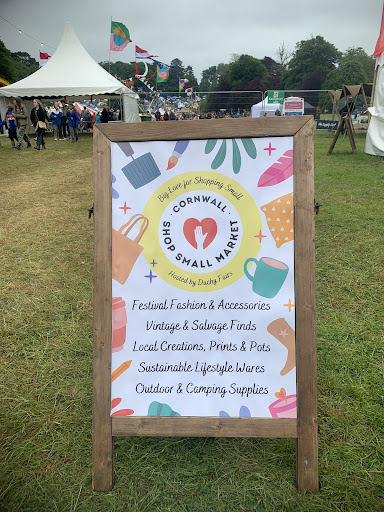 Big Love for Shopping Small
· CORNWALL ·
SHOP SMALL MARKET
Hosted by Duchy Fairs
Festival Fashion & Accessories
Vintage & Salvage Finds
Local Creations, Prints & Pots
Sustainable Lifestyle Wares
Outdoor & Camping Supplies